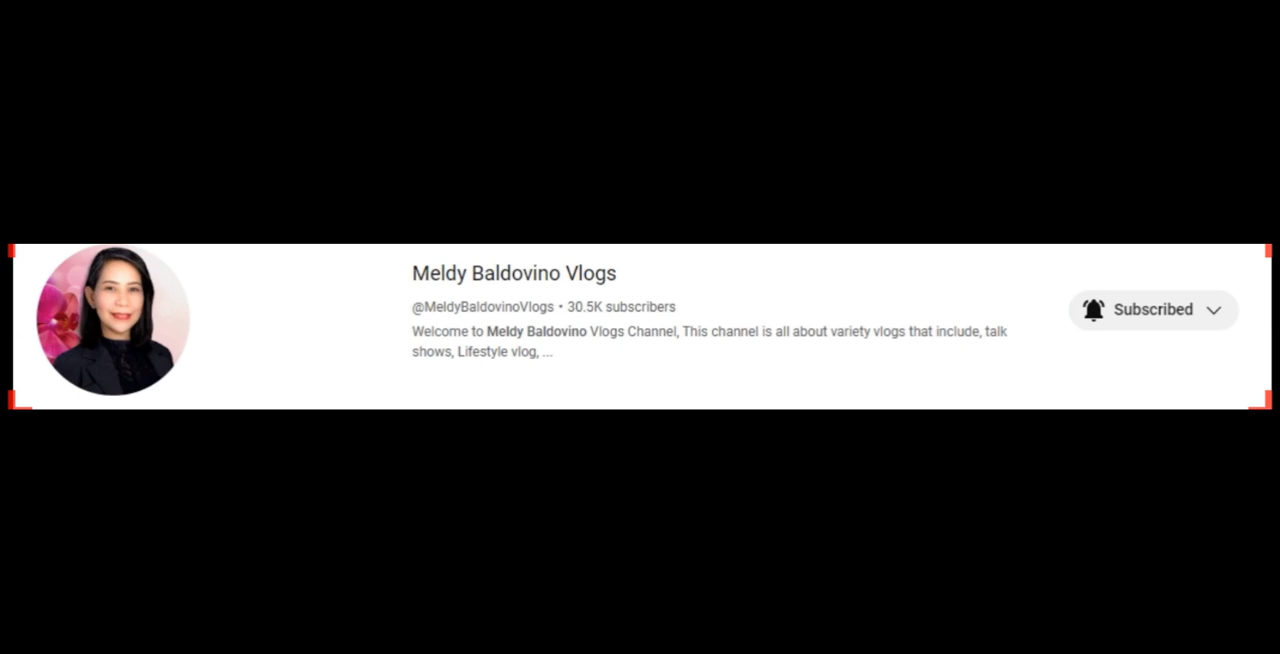 Meldy Baldovino Vlogs
@MeldyBaldovinoVlogs • 30.5K subscribers
Welcome to Meldy Baldovino Vlogs Channel, This channel is all about variety vlogs that include, talk
shows, Lifestyle vlog, ...
Subscribed